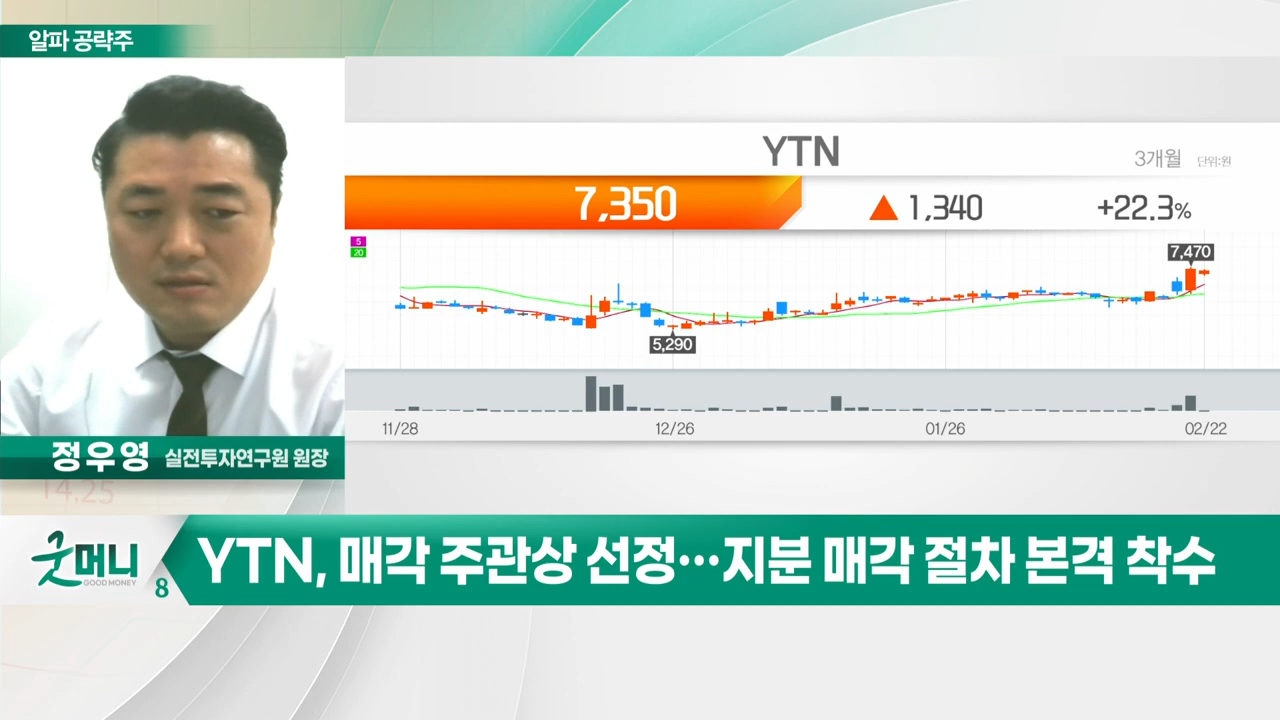 알파 공략주
YTN
3개월 단위:원
7,350 ▲ 1,340 +22.3%
5
20
7,470
5,290
11/28 12/26 01/26 02/22
정우영 실전투자연구원 원장
14.25
굿머니
GOOD MONEY
8
YTN, 매각 주관상 선정…지분 매각 절차 본격 착수